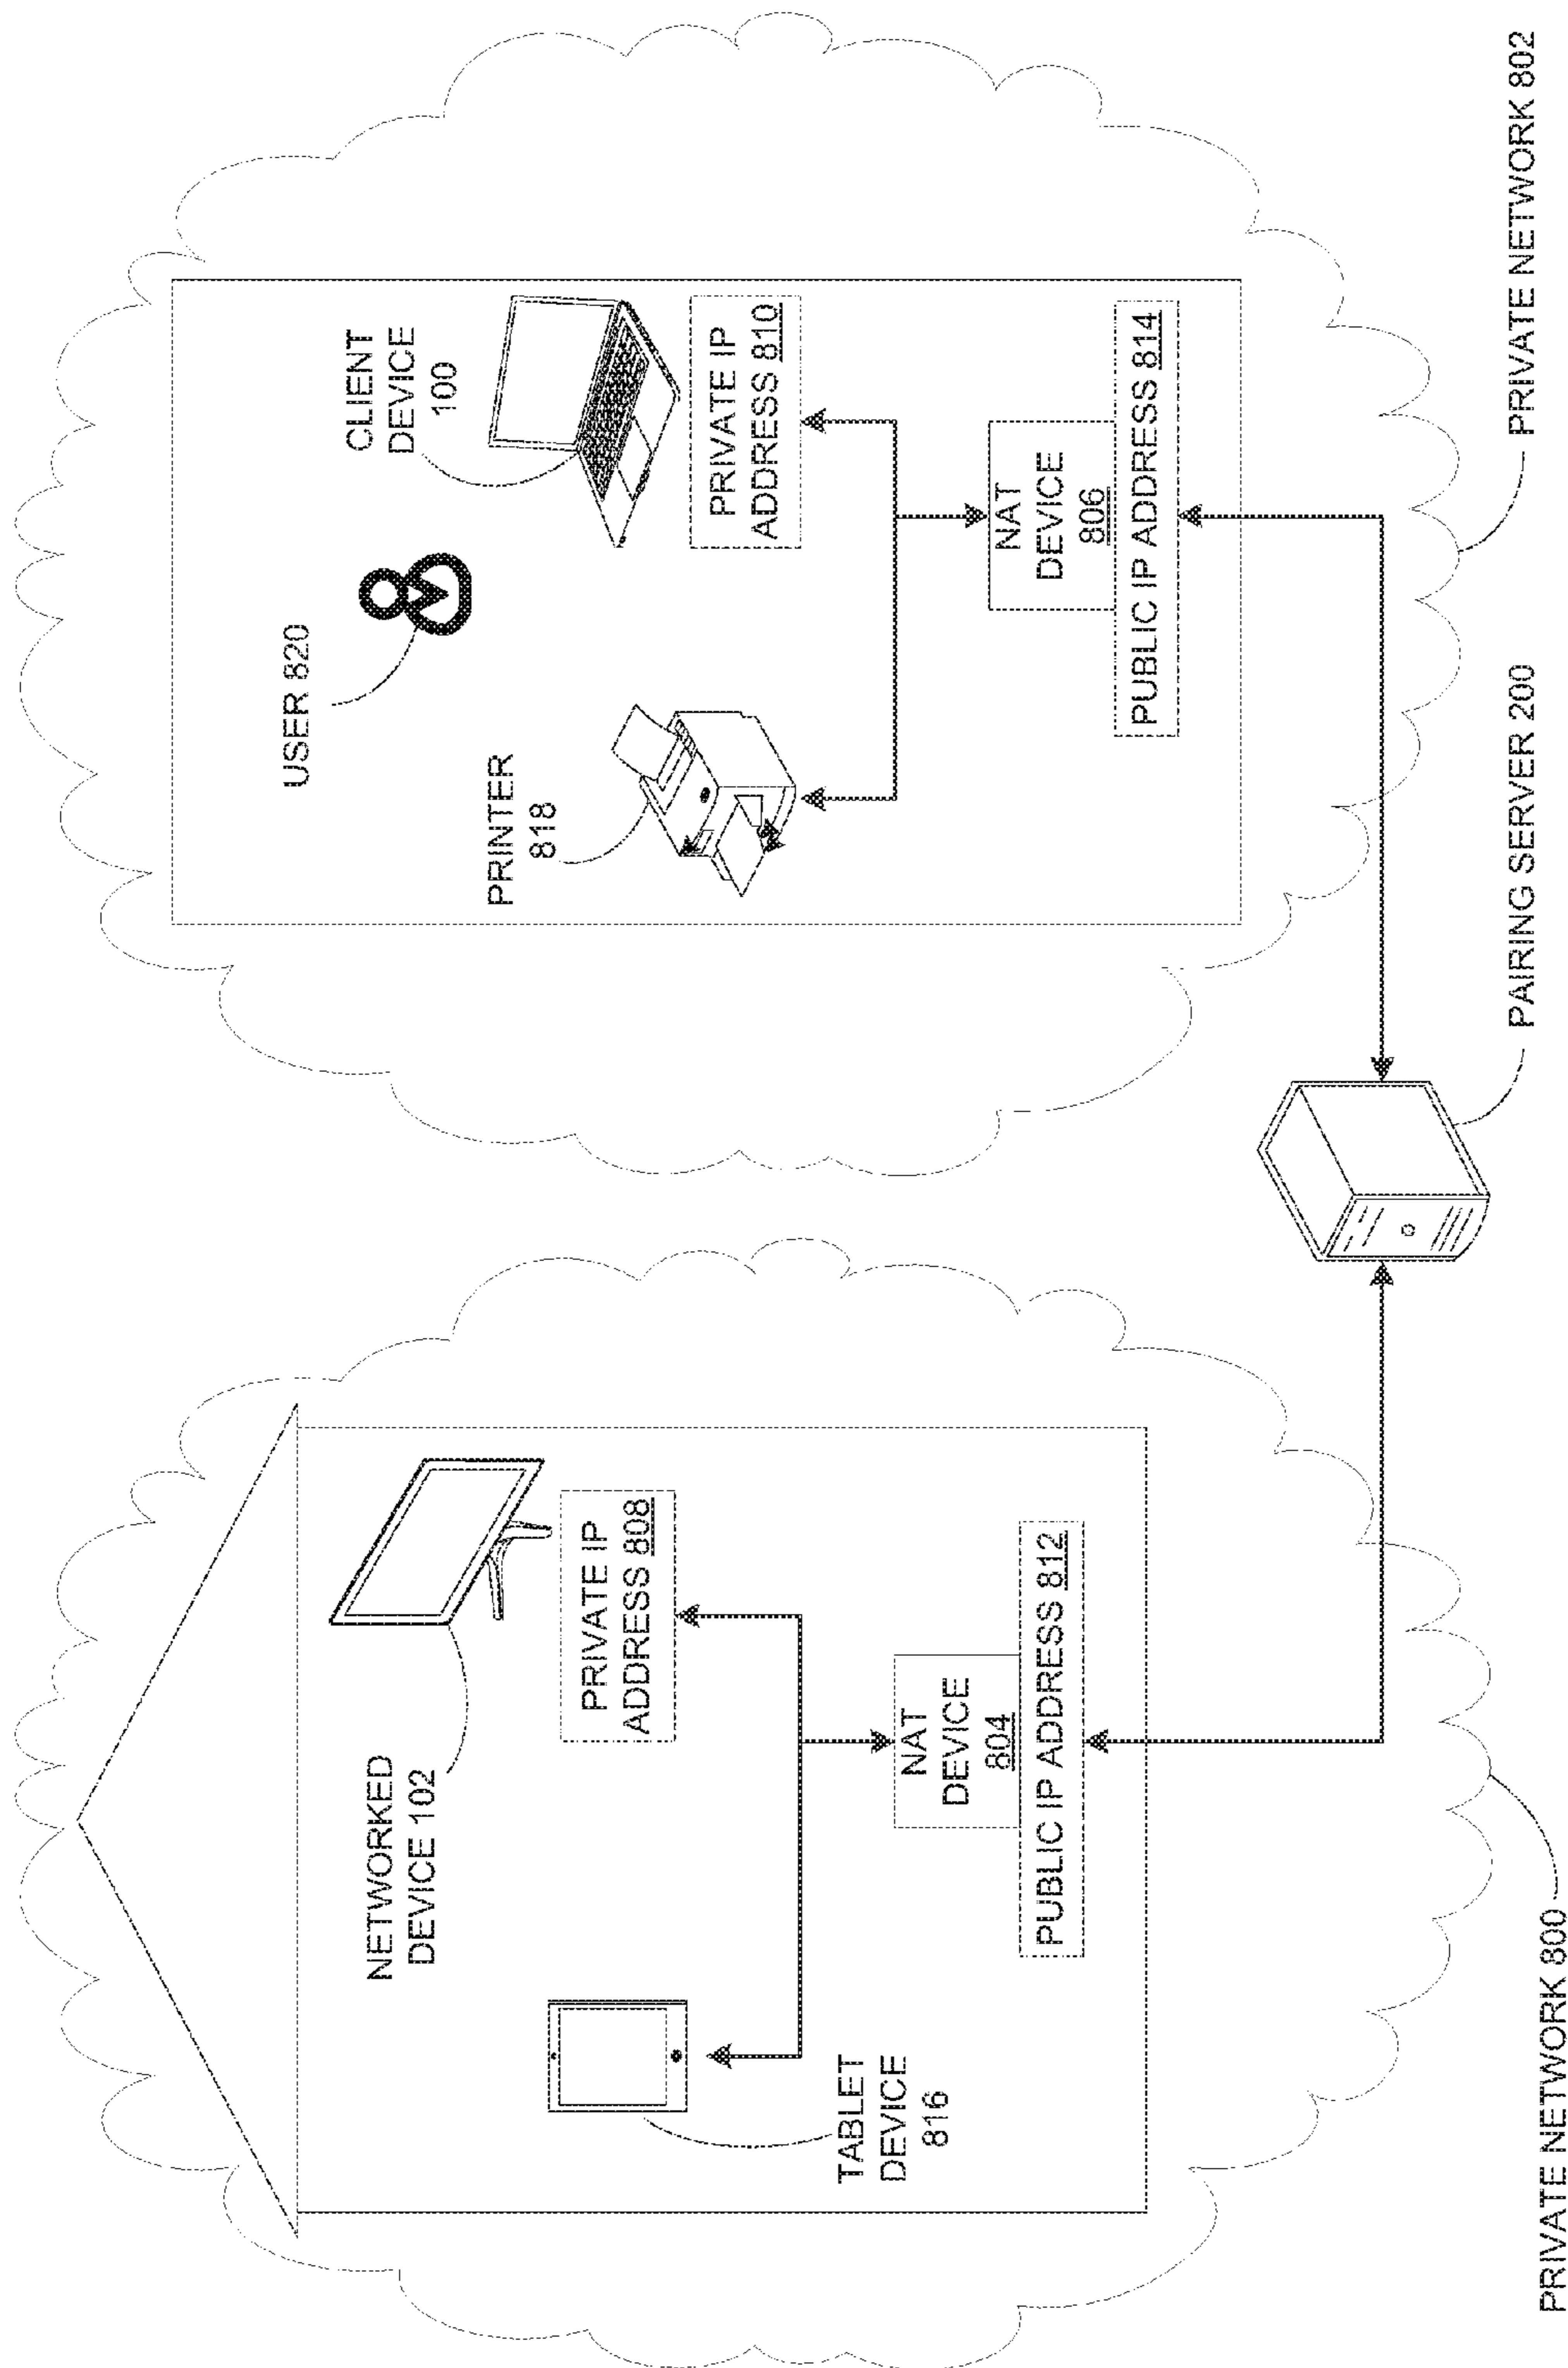 NETWORKED
DEVICE 102
PRIVATE IP
ADDRESS 808
TABLET
DEVICE
816
NAT
DEVICE
804
PUBLIC IP ADDRESS 812
PRIVATE NETWORK 800
USER 820
CLIENT
DEVICE
100
PRINTER
818
PRIVATE IP
ADDRESS 810
NAT
DEVICE
806
PUBLIC IP ADDRESS 814
PAIRING SERVER 200
PRIVATE NETWORK 802